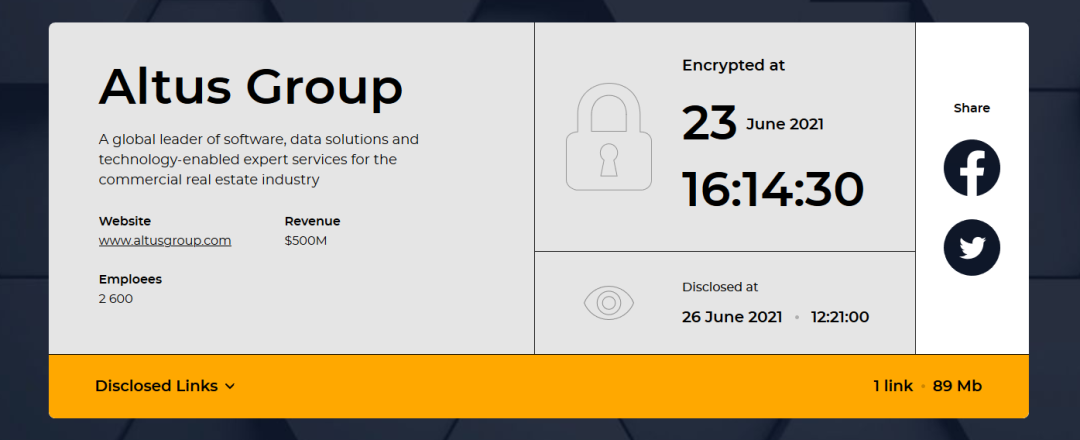 Altus Group
A global leader of software, data solutions and
technology-enabled expert services for the
commercial real estate industry
Website
www.altusgroup.com
Revenue
$500M
Emploees
2 600
Encrypted at
23 June 2021
16:14:30
Disclosed at
26 June 2021 • 12:21:00
Share
Disclosed Links
1 link • 89 Mb